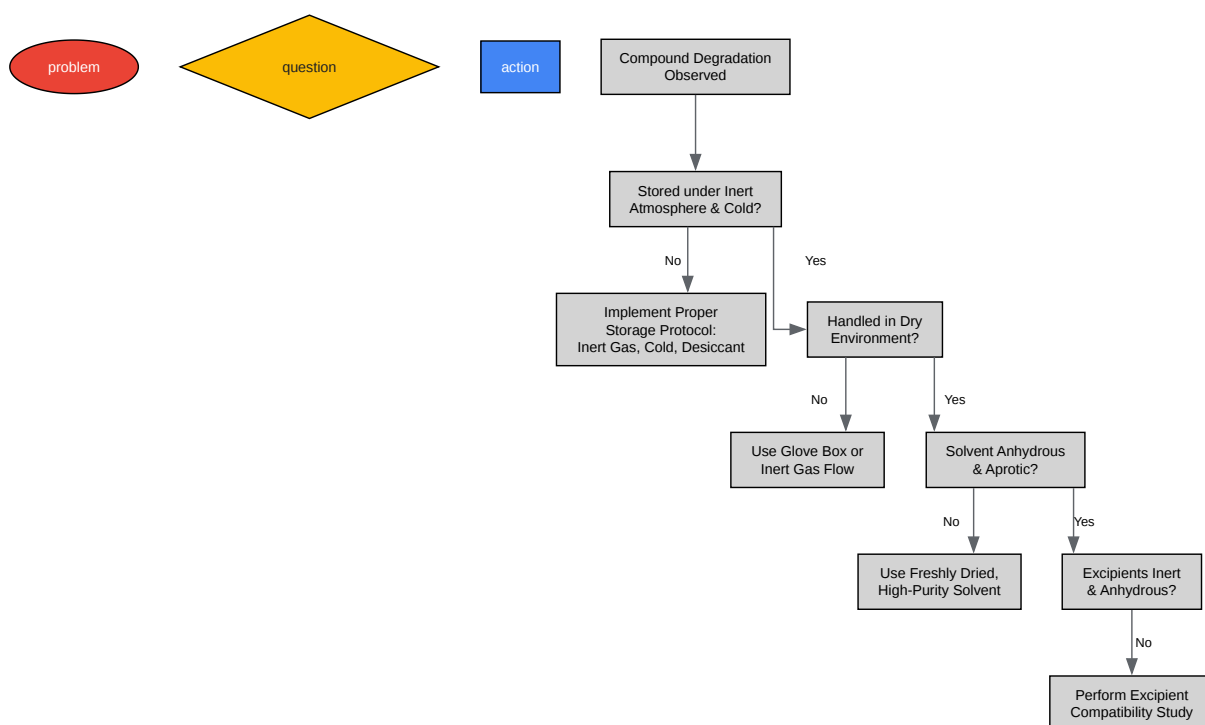 problem
question
action
Compound Degradation
Observed
Stored under Inert
Atmosphere & Cold?
No
Yes
Implement Proper
Storage Protocol:
Inert Gas, Cold, Desiccant
Handled in Dry
Environment?
No
Yes
Use Glove Box or
Inert Gas Flow
Solvent Anhydrous
& Aprotic?
No
Yes
Use Freshly Dried,
High-Purity Solvent
Excipients Inert
& Anhydrous?
No
Perform Excipient
Compatibility Study